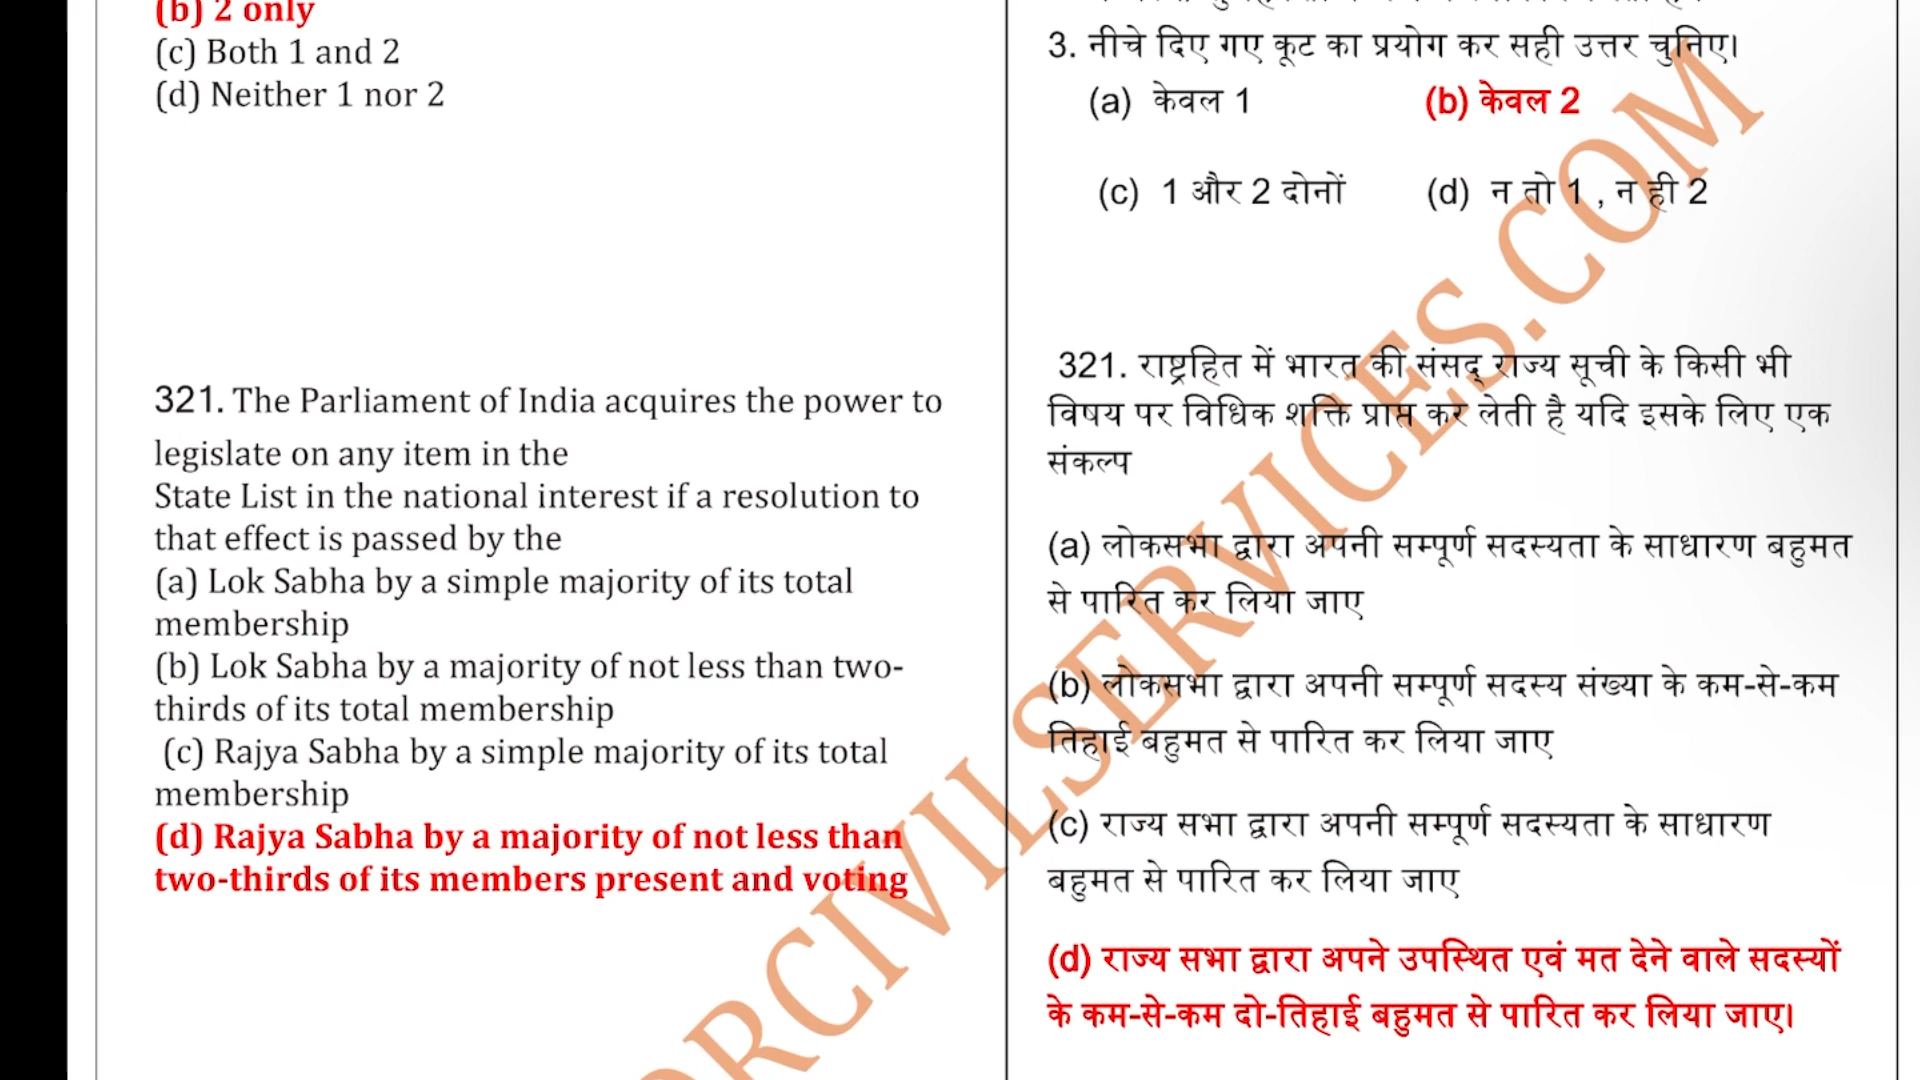 (b) 2 only
(c) Both 1 and 2
(d) Neither 1 nor 2
321. The Parliament of India acquires the power to
legislate on any item in the
State List in the national interest if a resolution to
that effect is passed by the
(a) Lok Sabha by a simple majority of its total
membership
(b) Lok Sabha by a majority of not less than two-
thirds of its total membership
(c) Rajya Sabha by a simple majority of its total
membership
(d) Rajya Sabha by a majority of not less than
two-thirds of its members present and voting
3. नीचे दिए गए कूट का प्रयोग कर सही उत्तर चुनिए।
(a) केवल 1 (b) केवल 2
(c) 1 और 2 दोनों (d) न तो 1 , न ही 2
321. राष्ट्रहित में भारत की संसद् राज्य सूची के किसी भी
विषय पर विधिक शक्ति प्राप्त कर लेती है यदि इसके लिए एक
संकल्प
(a) लोकसभा द्वारा अपनी सम्पूर्ण सदस्यता के साधारण बहुमत
से पारित कर लिया जाए
(b) लोकसभा द्वारा अपनी सम्पूर्ण सदस्य संख्या के कम-से-कम
तिहाई बहुमत से पारित कर लिया जाए
(c) राज्य सभा द्वारा अपनी सम्पूर्ण सदस्यता के साधारण
बहुमत से पारित कर लिया जाए
(d) राज्य सभा द्वारा अपने उपस्थित एवं मत देने वाले सदस्यों
के कम-से-कम दो-तिहाई बहुमत से पारित कर लिया जाए।
ORCIVILSERVICES.COM